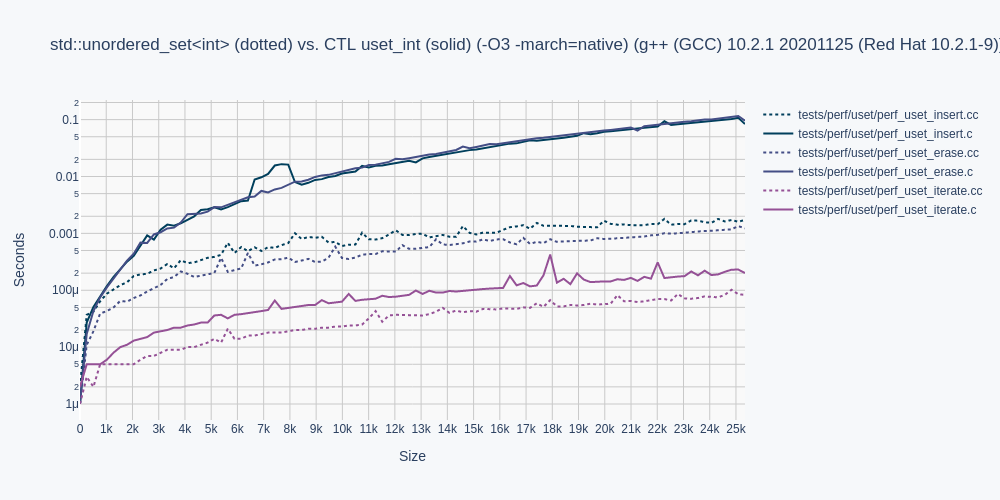 std::unordered_set<int> (dotted) vs. CTL uset_int (solid) (-O3 -march=native) (g++ (GCC) 10.2.1 20201125 (Red Hat 10.2.1-9))
2
0.1
5
2
0.01
5
2
0.001
5
2
100μ
5
2
10μ
5
2
1μ
Seconds
0 1k 2k 3k 4k 5k 6k 7k 8k 9k 10k 11k 12k 13k 14k 15k 16k 17k 18k 19k 20k 21k 22k 23k 24k 25k
Size
tests/perf/uset/perf_uset_insert.cc
tests/perf/uset/perf_uset_insert.c
tests/perf/uset/perf_uset_erase.cc
tests/perf/uset/perf_uset_erase.c
tests/perf/uset/perf_uset_iterate.cc
tests/perf/uset/perf_uset_iterate.c